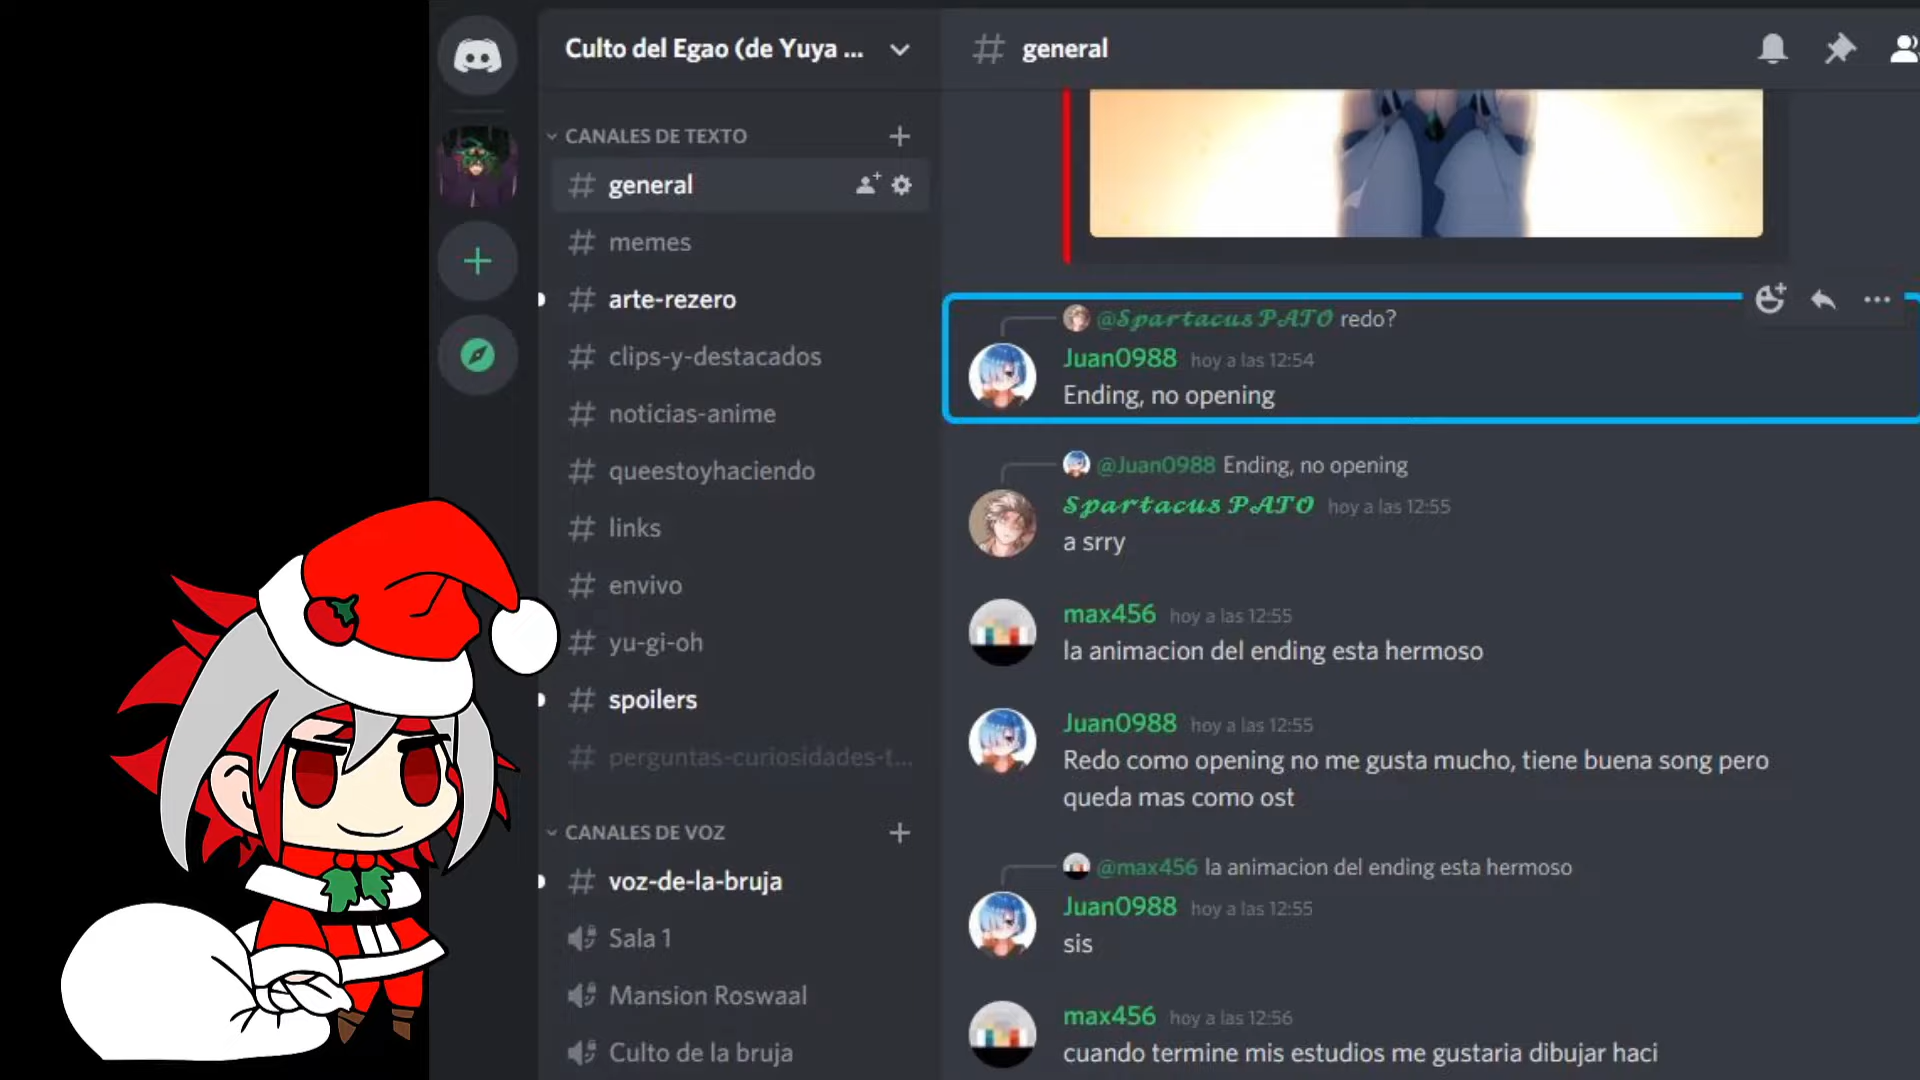 Culto del Egao (de Yuya ...
CANALES DE TEXTO
# general
# memes
# arte-rezero
# clips-y-destacados
# noticias-anime
# queestoyhaciendo
# links
# envivo
# yu-gi-oh
# spoilers
# perguntas-curiosidades-t...
CANALES DE VOZ
# voz-de-la-bruja
Sala 1
Mansion Roswaal
Culto de la bruja
# general
@Spartacus PATO redo?
Juan0988 hoy a las 12:54
Ending, no opening
@Juan0988 Ending, no opening
Spartacus PATO hoy a las 12:55
a srry
max456 hoy a las 12:55
la animacion del ending esta hermoso
Juan0988 hoy a las 12:55
Redo como opening no me gusta mucho, tiene buena song pero
queda mas como ost
@max456 la animacion del ending esta hermoso
Juan0988 hoy a las 12:55
sis
max456 hoy a las 12:56
cuando termine mis estudios me gustaria dibujar haci